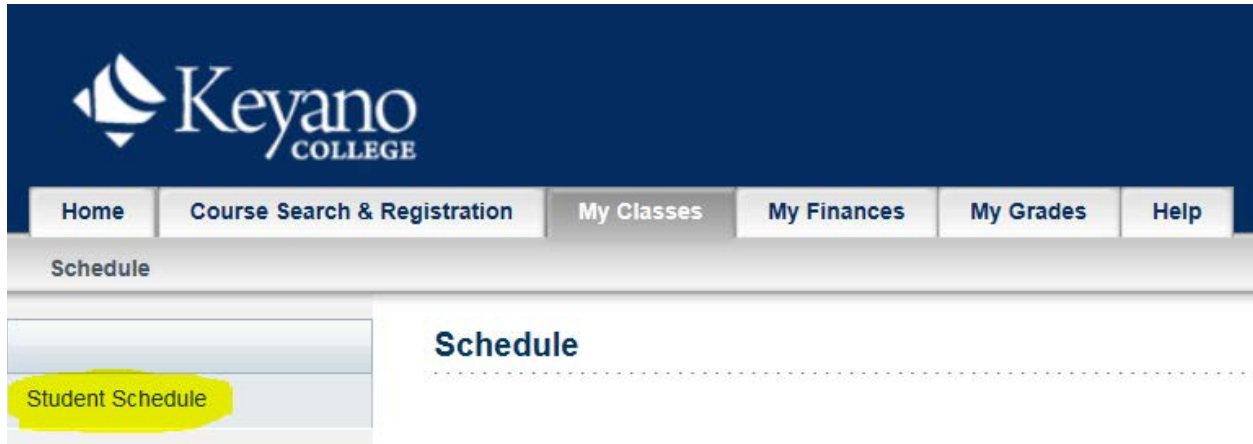 Keyano
COLLEGE
Home Course Search & Registration My Classes My Finances My Grades Help
Schedule
Schedule
Student Schedule